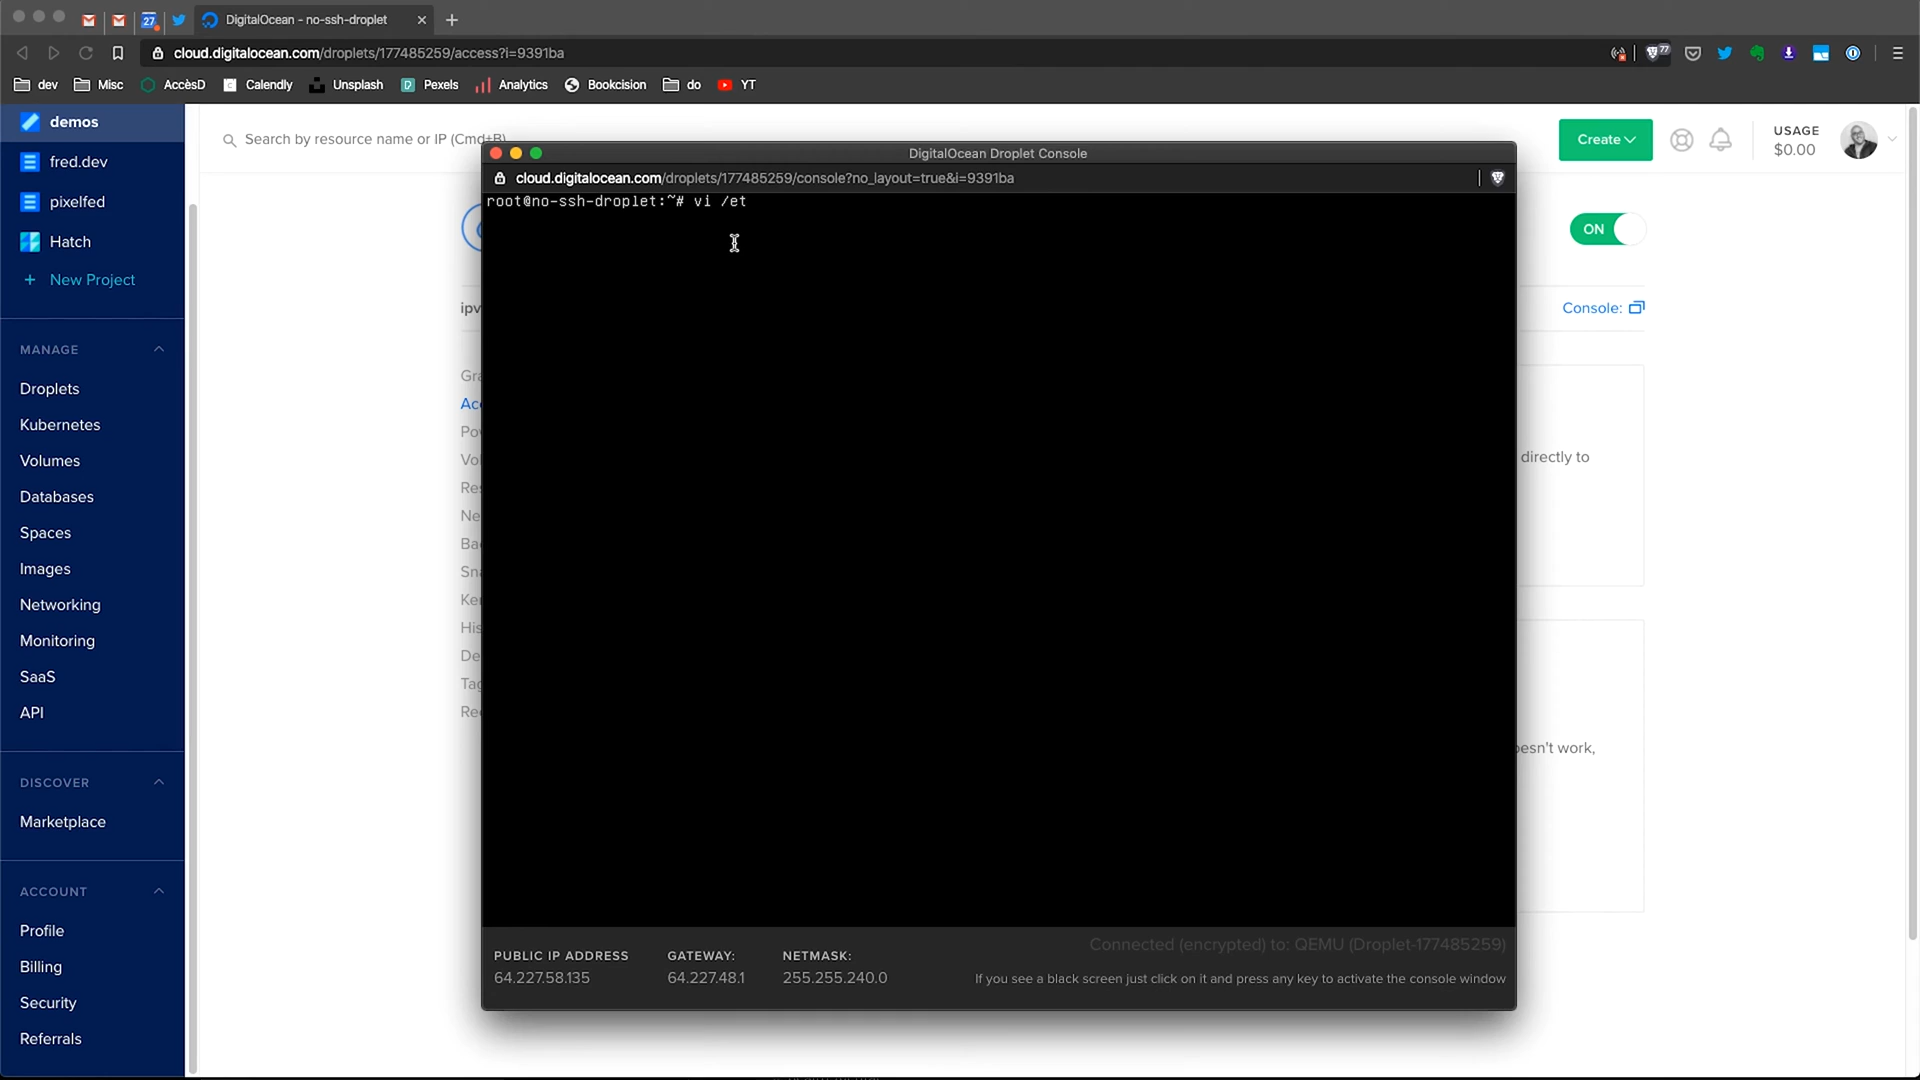 27
DigitalOcean - no-ssh-droplet
cloud.digitalocean.com/droplets/177485259/access?i=9391ba
77
dev
Misc
AccèsD
Calendly
Unsplash
Pexels
Analytics
Bookcision
do
YT
demos
fred.dev
pixelfed
Hatch
+ New Project
MANAGE
Droplets
Kubernetes
Volumes
Databases
Spaces
Images
Networking
Monitoring
SaaS
API
DISCOVER
Marketplace
ACCOUNT
Profile
Billing
Security
Referrals
Search by resource name or IP (Cmd+B)
Create
USAGE
$0.00
ON
Console:
directly to
DigitalOcean Droplet Console
cloud.digitalocean.com/droplets/177485259/console?no_layout=true&i=9391ba
root@no-ssh-droplet:~# vi /et
PUBLIC IP ADDRESS
64.227.58.135
GATEWAY:
64.227.48.1
NETMASK:
255.255.240.0
Connected (encrypted) to: QEMU (Droplet-177485259)
If you see a black screen just click on it and press any key to activate the console window